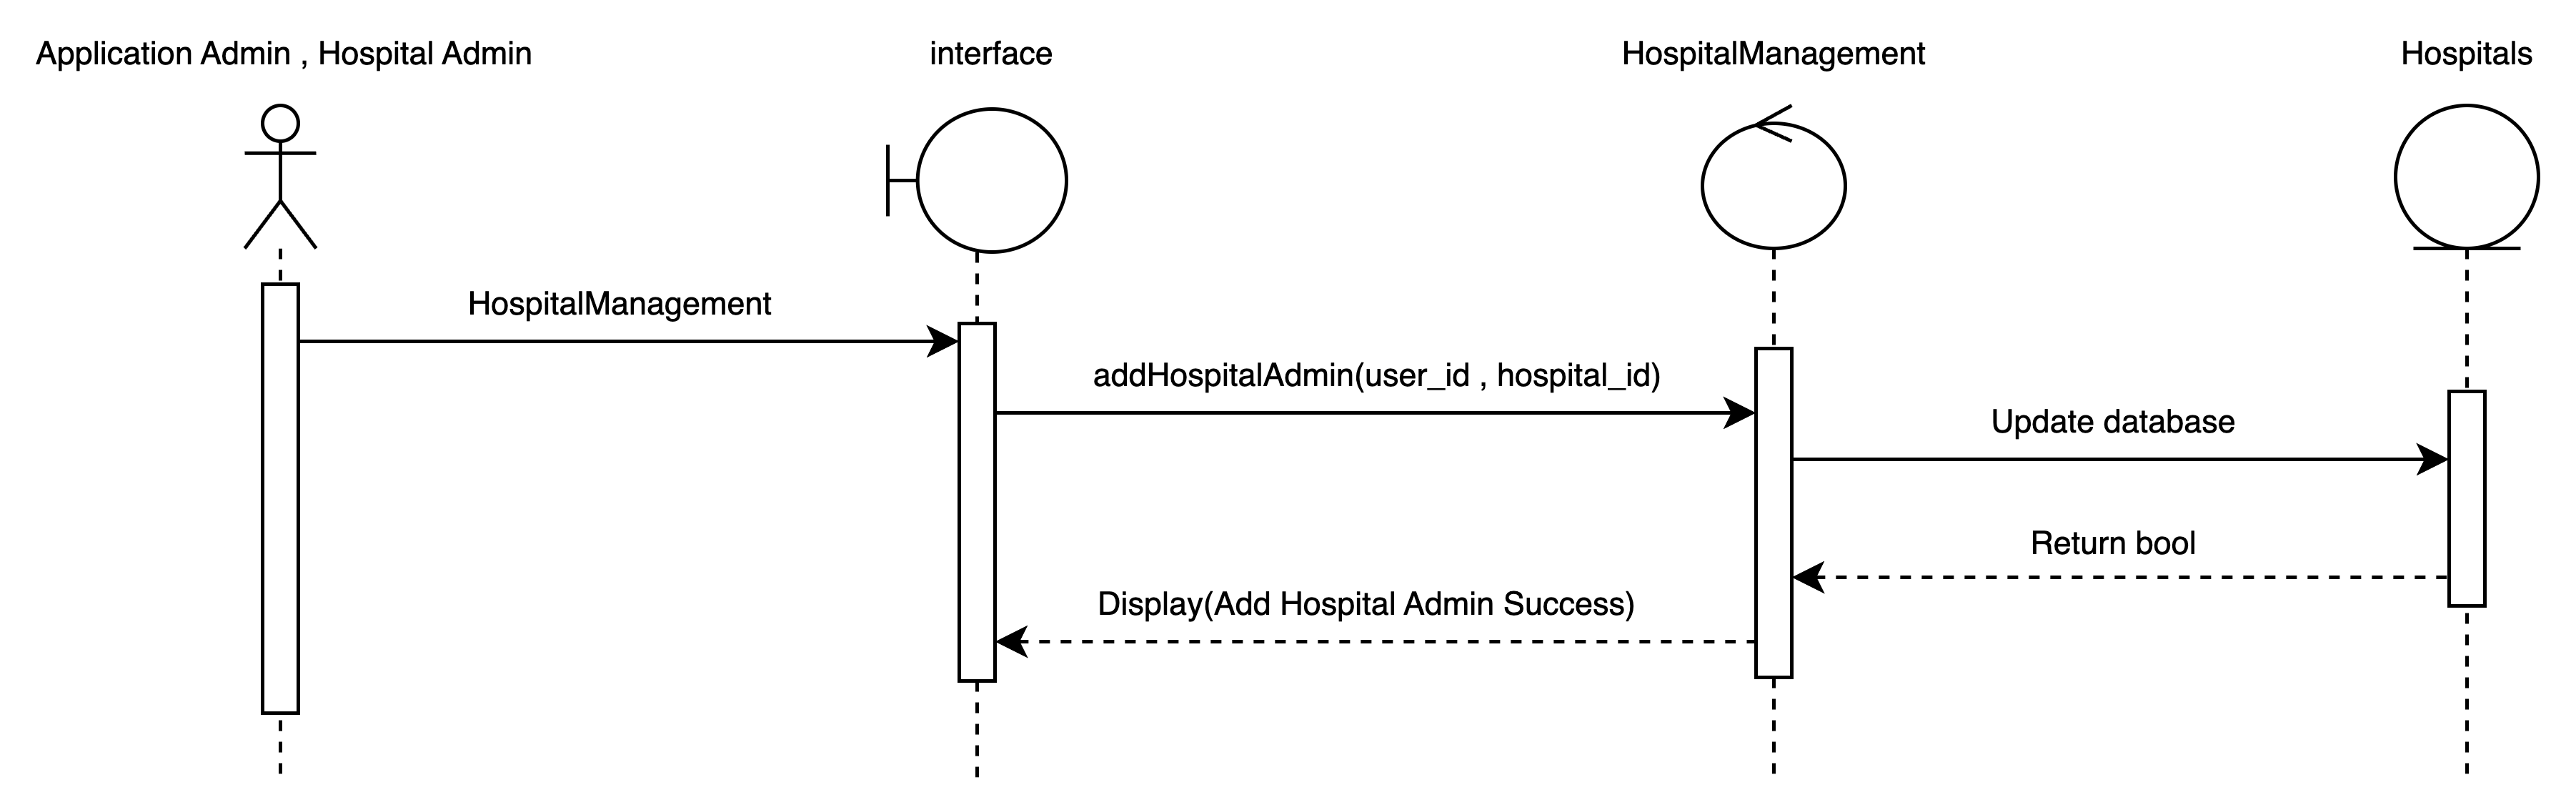 Application Admin , Hospital Admin
interface
HospitalManagement
Hospitals
HospitalManagement
addHospitalAdmin(user_id , hospital_id)
Update database
Return bool
Display(Add Hospital Admin Success)